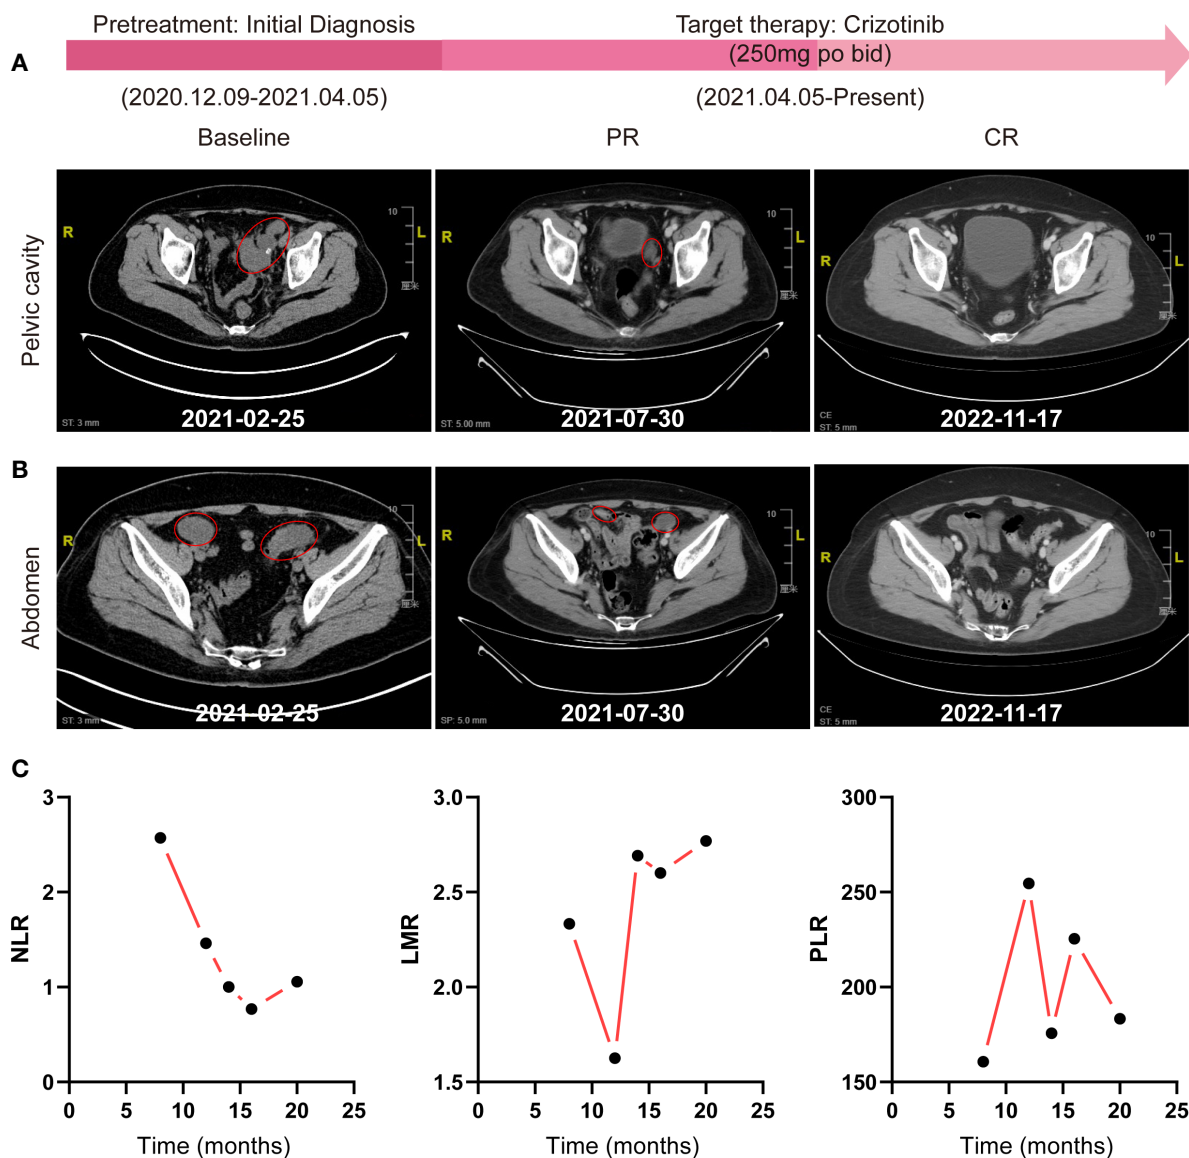 Pretreatment: Initial Diagnosis
Target therapy: Crizotinib
A
(250mg po bid)
(2020.12.09-2021.04.05)
(2021.04.05-Present)
Baseline
PR
CR
Pelvic cavity
R
10
L
厘米
ST: 3 mm
2021-02-25
R
10
L
厘米
ST: 5.00 mm
2021-07-30
R
10
L
厘米
CE
ST: 5 mm
2022-11-17
B
Abdomen
R
10
L
厘米
ST: 3 mm
2021-02-25
R
10
L
厘米
SP: 5.0 mm
2021-07-30
R
10
L
厘米
CE
ST: 5 mm
2022-11-17
C
NLR
3
2
1
0
0 5 10 15 20 25
Time (months)
LMR
3.0
2.5
2.0
1.5
0 5 10 15 20 25
Time (months)
PLR
300
250
200
150
0 5 10 15 20 25
Time (months)